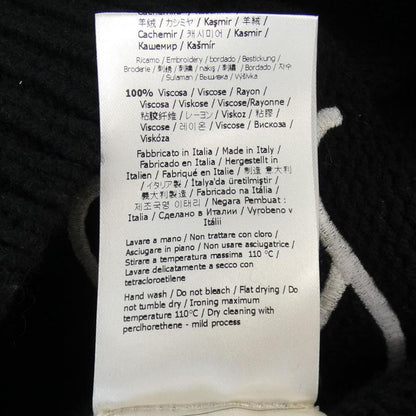 羊绒 / カシミヤ / Kaşmir / 羊絨 /
Cachemir / 캐시미어 / Kasmir /
Кашемир / Kašmír
Ricamo / Embroidery / bordado / Bestickung /
Broderie / 刺绣 / 刺繍 / nakış / 刺繡 / Bordado / 자수
/ Sulaman / Вышивка / Výšivka
100% Viscosa / Viscose / Rayon /
Viscosa / Viskose / Viscose/Rayonne /
粘胶纤维 / レーヨン / Viskoz / 粘膠 /
Viscose / 레이온 / Viscose / Вискоза /
Viskóza
Fabbricato in Italia / Made in Italy /
Fabricado en Italia / Hergestellt in
Italien / Fabriqué en Italie / 制造 意大利
/ イタリア製 / Italya'da üretilmiştir /
義大利製造 / Fabricado na Itália /
제조국명 이태리 / Negara Pembuat :
Italia / Сделано в Италии / Vyrobeno v
Itálii
Lavare a mano / Non trattare con cloro /
Asciugare in piano / Non usare asciugatrice /
Stirare a temperatura massima 110 °C /
Lavare delicatamente a secco con
tetracloroetilene
Hand wash / Do not bleach / Flat drying / Do
not tumble dry / Ironing maximum
temperature 110°C / Dry cleaning with
perclhorethene - mild process